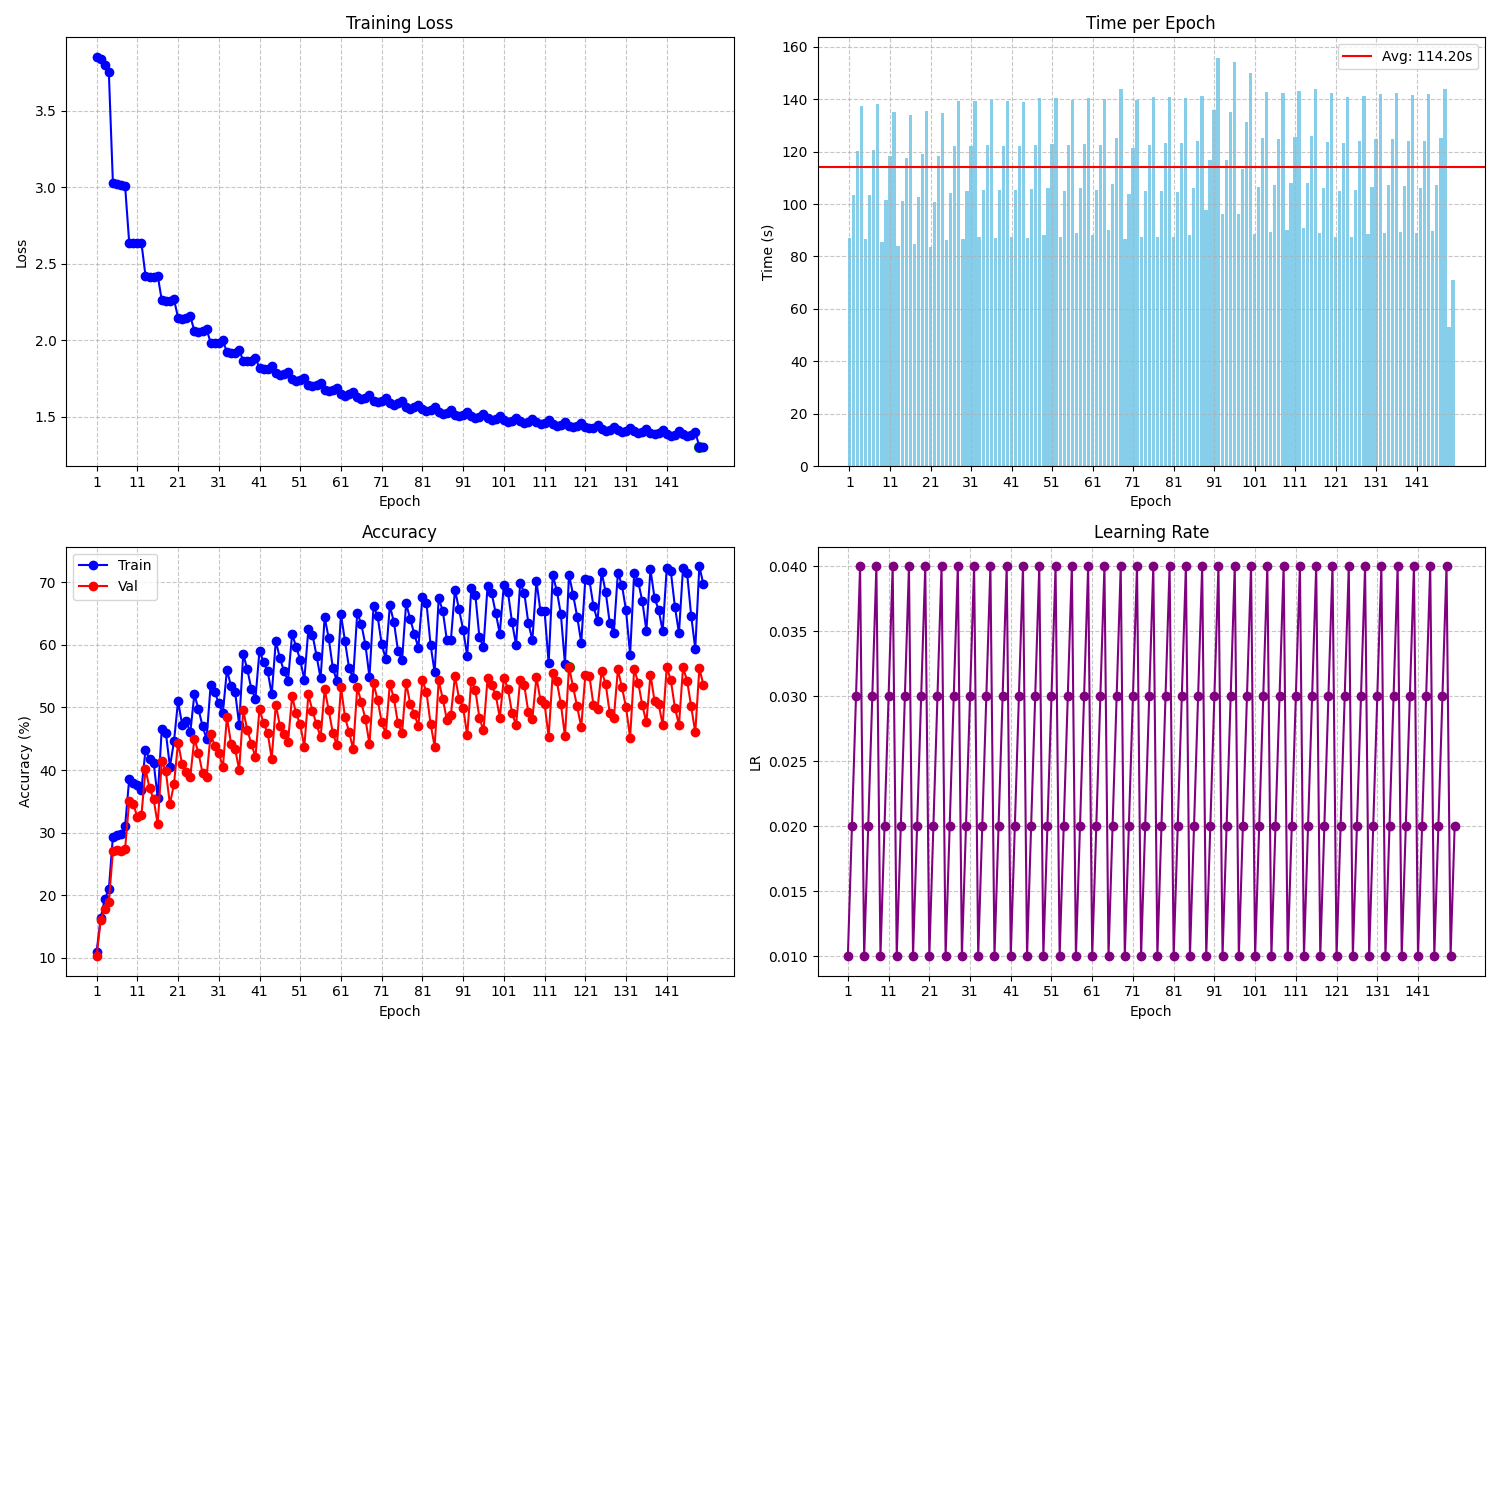 Training Loss
3.5
3.0
2.5
2.0
1.5
Loss
1 11 21 31 41 51 61 71 81 91 101 111 121 131 141
Epoch
Time per Epoch
Avg: 114.20s
160
140
120
100
80
60
40
20
0
Time (s)
1 11 21 31 41 51 61 71 81 91 101 111 121 131 141
Epoch
Accuracy
Train
Val
70
60
50
40
30
20
10
Accuracy (%)
1 11 21 31 41 51 61 71 81 91 101 111 121 131 141
Epoch
Learning Rate
0.040
0.035
0.030
0.025
0.020
0.015
0.010
LR
1 11 21 31 41 51 61 71 81 91 101 111 121 131 141
Epoch